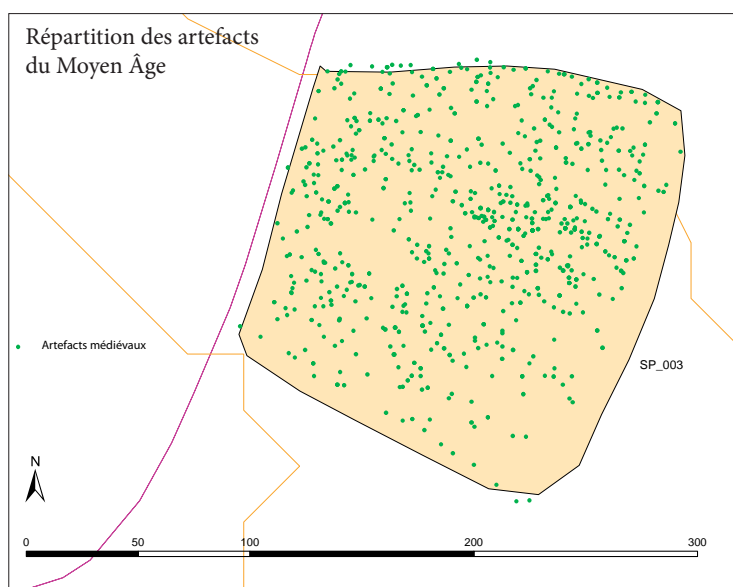 Répartition des artefacts
du Moyen Âge
Artefacts médiévaux
SP_003
N
0 50 100 200 300